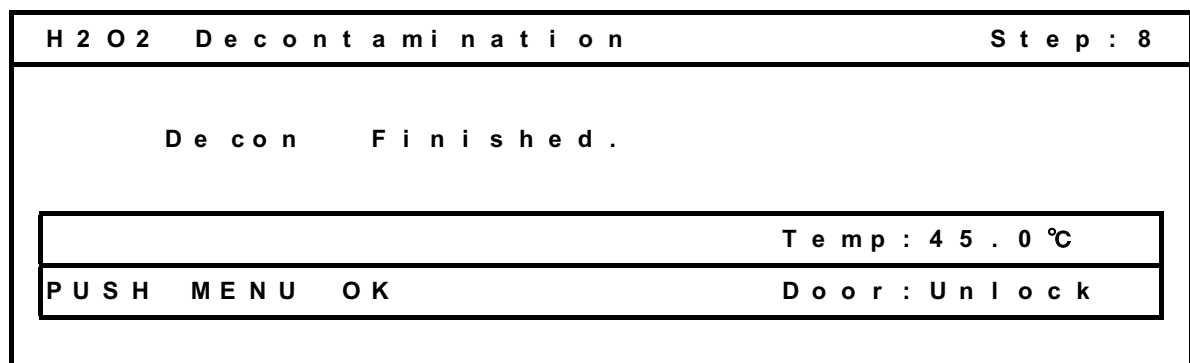 H2O2 Decontamination Step:8
Decon Finished.
Temp:45.0℃
PUSH MENU OK Door:Unlock